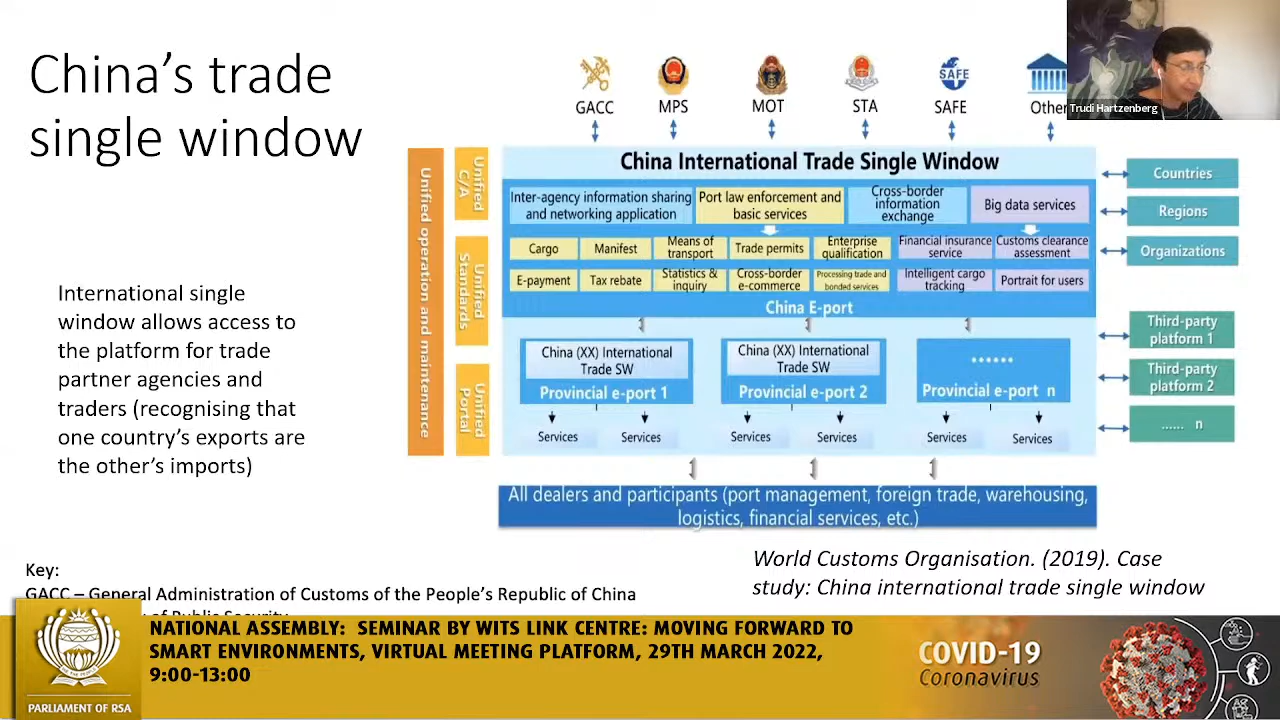 China's trade
single window
International single
window allows access to
the platform for trade
partner agencies and
traders (recognising that
one country's exports are
the other's imports)
GACC
MPS
MOT
STA
SAFE
SAFE
Other
Trudi Hartzenberg
Unified operation and maintenance
Unified
C/A
Unified
Standards
Unified
Portal
China International Trade Single Window
Inter-agency information sharing
and networking application
Port law enforcement and
basic services
Cross-border
information
exchange
Big data services
Cargo
Manifest
Means of
transport
Trade permits
Enterprise
qualification
Financial insurance
service
Customs clearance
assessment
E-payment
Tax rebate
Statistics &
inquiry
Cross-border
e-commerce
Processing trade and
bonded services
Intelligent cargo
tracking
Portrait for users
China E-port
China (XX) International
Trade SW
Provincial e-port 1
China (XX) International
Trade SW
Provincial e-port 2
......
Provincial e-port n
Services
Services
Services
Services
Services
Services
Countries
Regions
Organizations
Third-party
platform 1
Third-party
platform 2
...... n
All dealers and participants (port management, foreign trade, warehousing,
logistics, financial services, etc.)
World Customs Organisation. (2019). Case
study: China international trade single window
Key:
GACC – General Administration of Customs of the People's Republic of China
of Public Security
NATIONAL ASSEMBLY: SEMINAR BY WITS LINK CENTRE: MOVING FORWARD TO
SMART ENVIRONMENTS, VIRTUAL MEETING PLATFORM, 29TH MARCH 2022,
9:00-13:00
PARLIAMENT OF RSA
COVID-19
Coronavirus